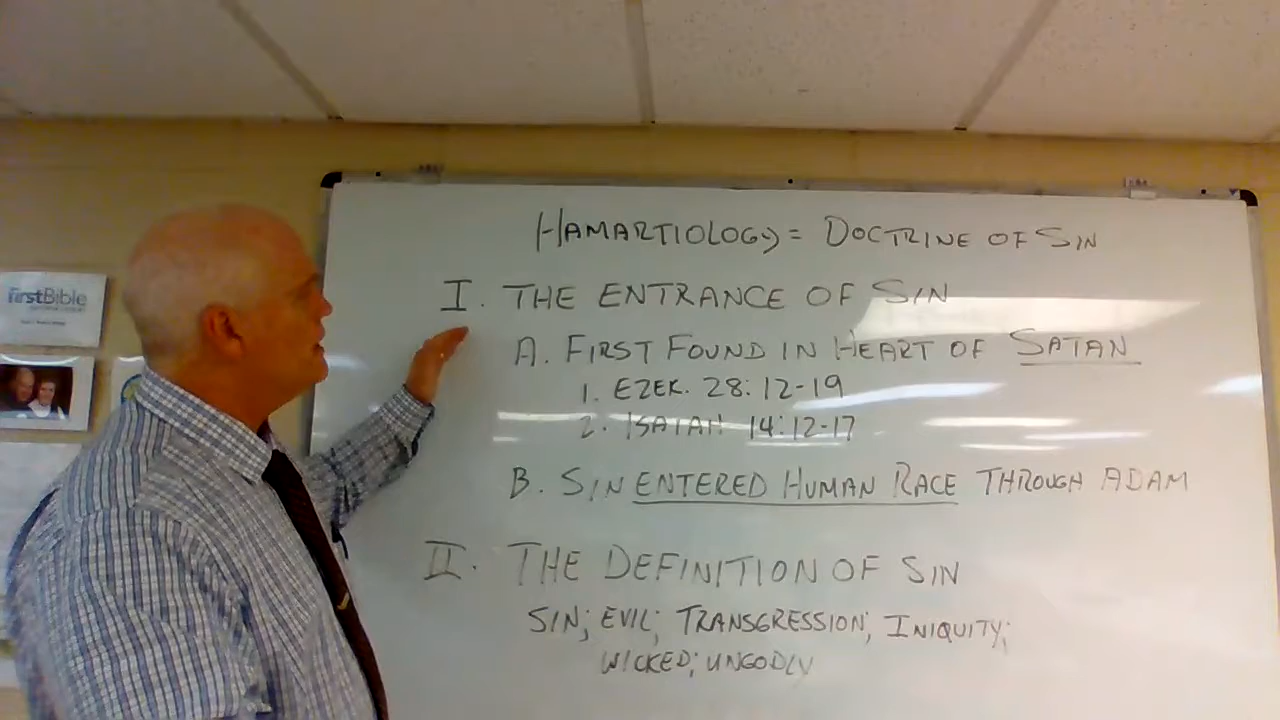 FirstBible
HAMARTIOLOGY = DOCTRINE OF SIN
I. THE ENTRANCE OF SIN
A. FIRST FOUND IN HEART OF SATAN
1. EZEK. 28:12-19
2. ISAIAH 14:12-17
B. SIN ENTERED HUMAN RACE THROUGH ADAM
II. THE DEFINITION OF SIN
SIN; EVIL; TRANSGRESSION; INIQUITY;
WICKED; UNGODLY